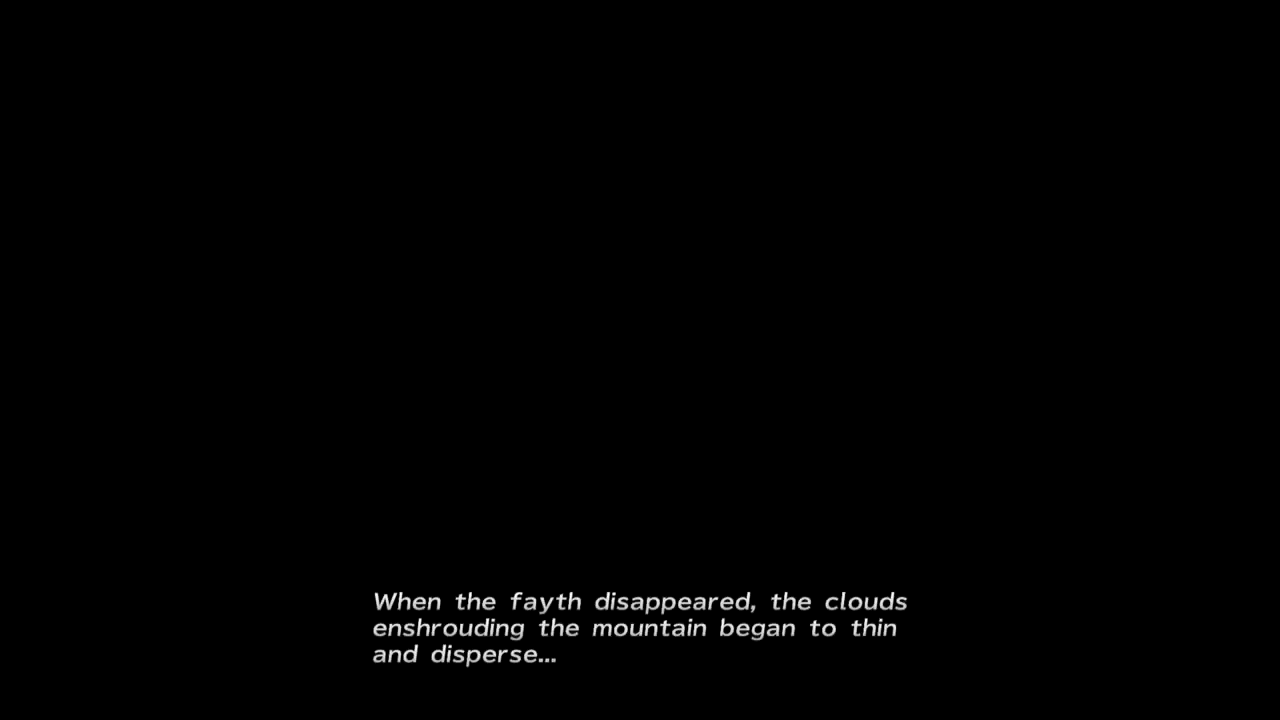 When the fayth disappeared, the clouds
enshrouding the mountain began to thin
and disperse...